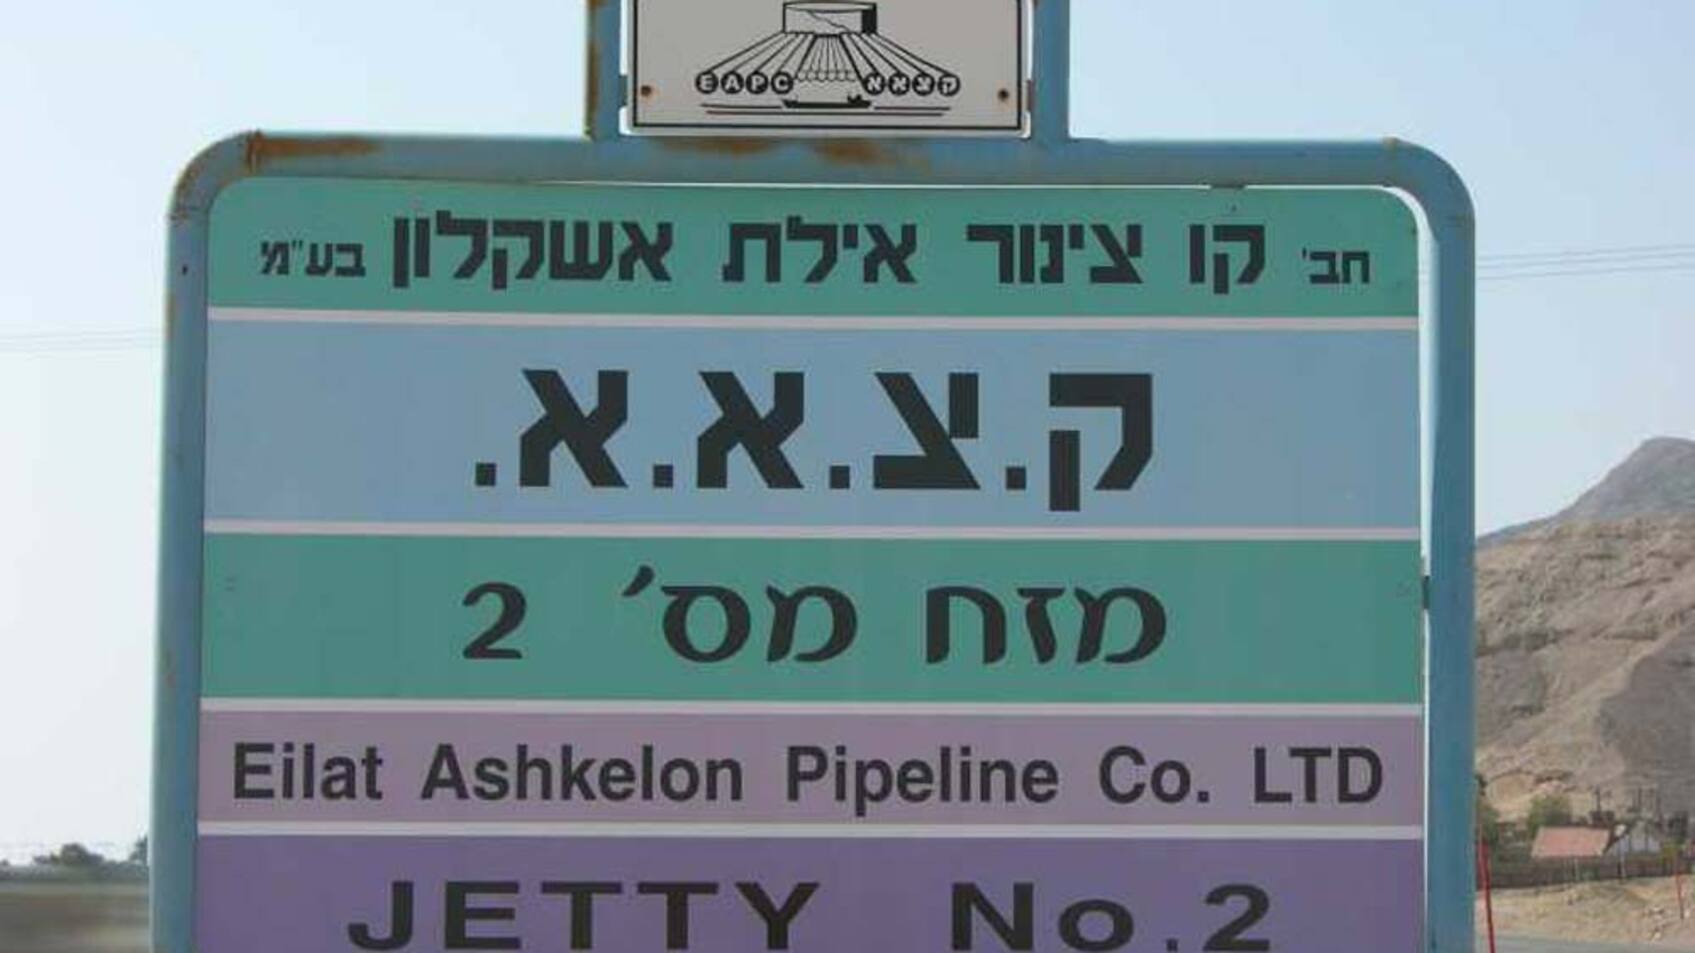 EAPC קצאא
חב' קו צינור אילת אשקלון בע"מ
ק.צ.א.א.
מזח מס' 2
Eilat Ashkelon Pipeline Co. LTD
JETTY No.2